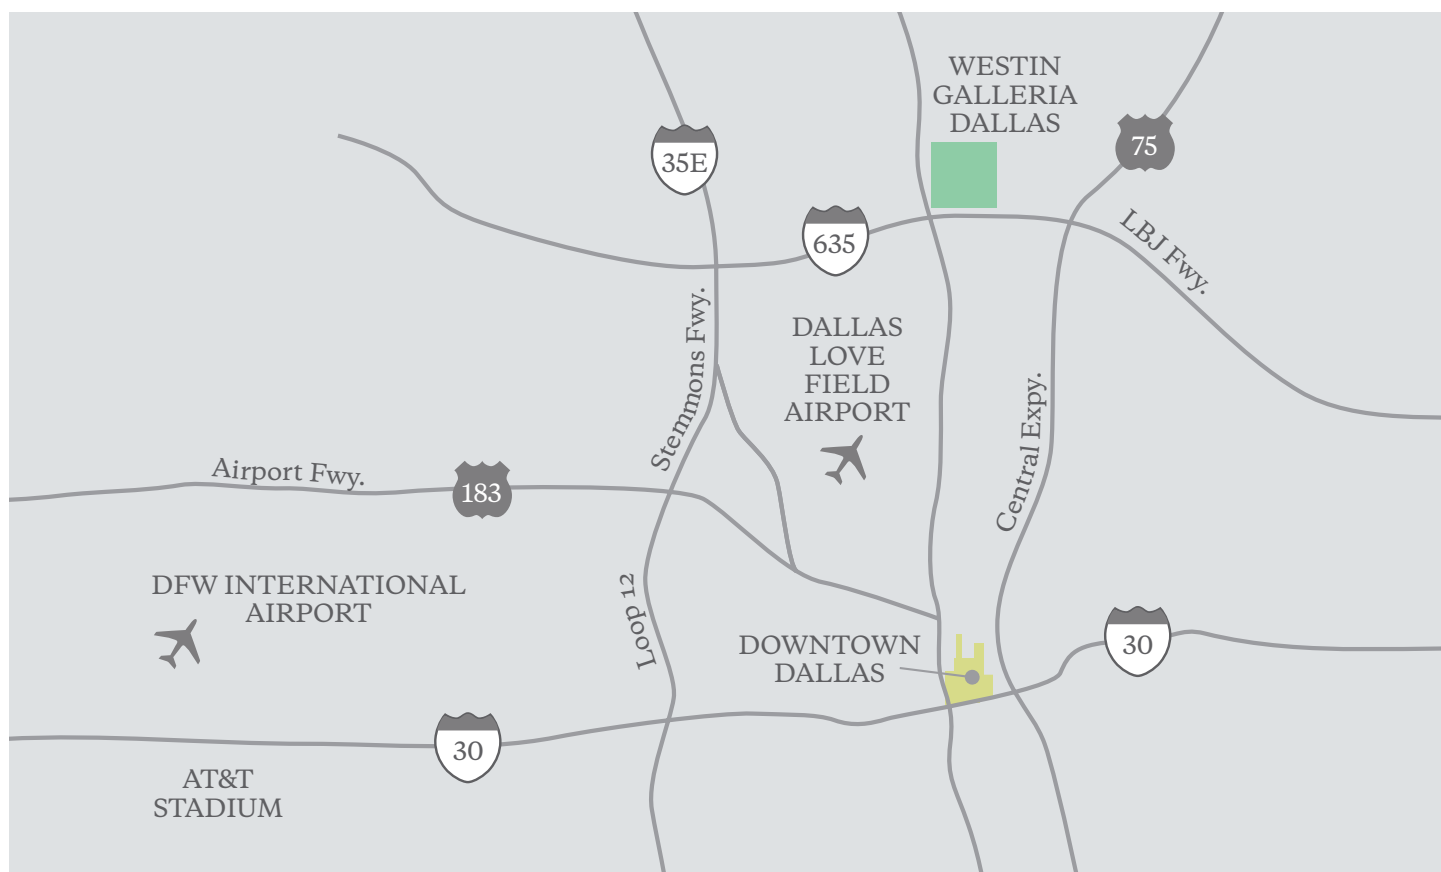 WESTIN
GALLERIA
DALLAS
75
35E
635
LBJ Fwy.
Stemmons Fwy.
DALLAS
LOVE
FIELD
AIRPORT
Central Expy.
Airport Fwy.
183
DFW INTERNATIONAL
AIRPORT
Loop 12
DOWNTOWN
DALLAS
30
30
AT&T
STADIUM